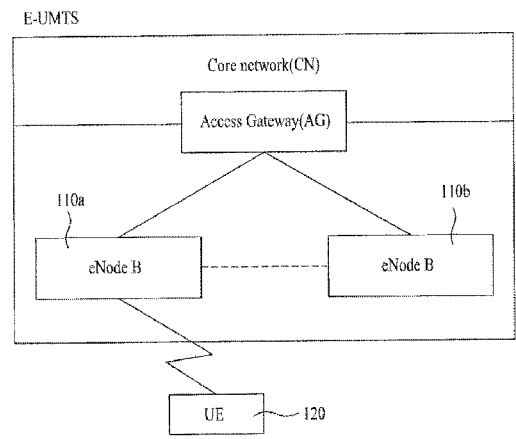 E-UMTS
Core network(CN)
Access Gateway(AG)
110a
110b
eNode B
eNode B
UE
120